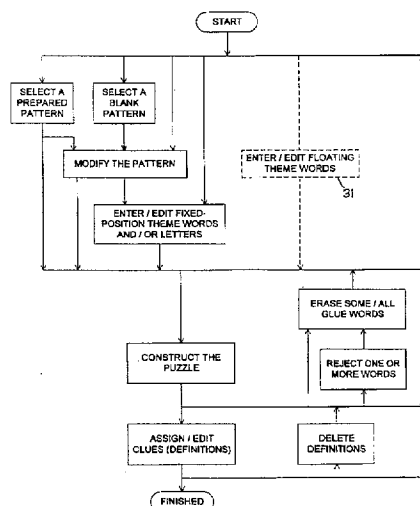 START
SELECT A
PREPARED
PATTERN
SELECT A
BLANK
PATTERN
MODIFY THE PATTERN
ENTER / EDIT FLOATING
THEME WORDS
31
ENTER / EDIT FIXED-
POSITION THEME WORDS
AND / OR LETTERS
ERASE SOME / ALL
GLUE WORDS
CONSTRUCT THE
PUZZLE
REJECT ONE OR
MORE WORDS
ASSIGN / EDIT
CLUES (DEFINITIONS)
DELETE
DEFINITIONS
FINISHED